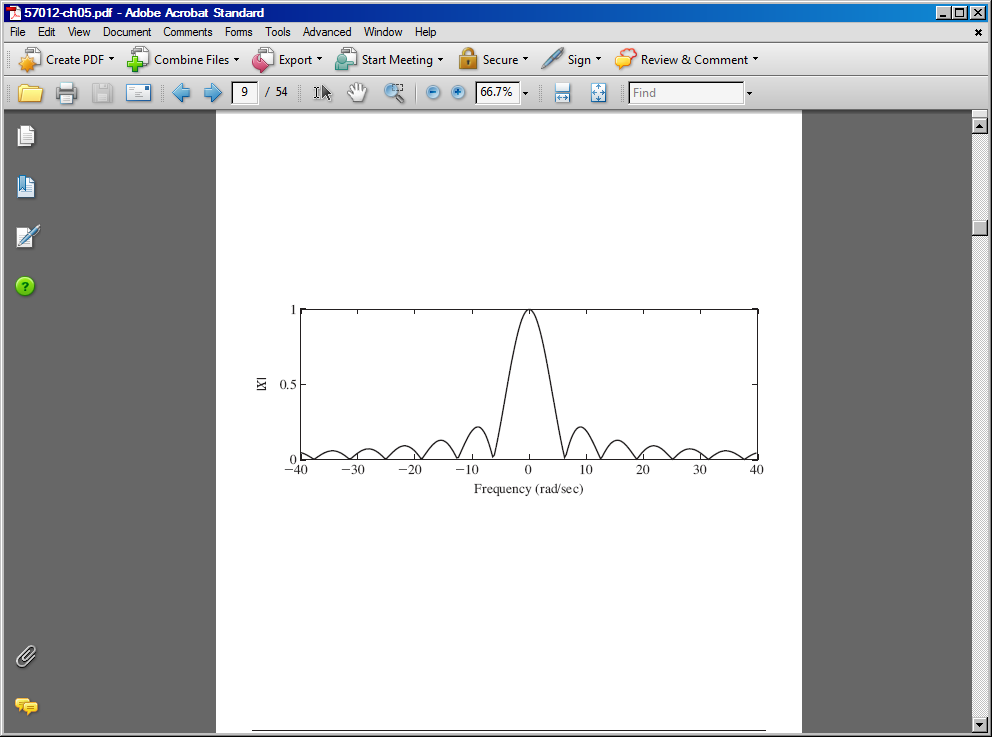 57012-ch05.pdf - Adobe Acrobat Standard
File Edit View Document Comments Forms Tools Advanced Window Help
Create PDF Combine Files Export Start Meeting Secure Sign Review & Comment
9 / 54 66.7% Find
1
0.5
0
|X|
−40 −30 −20 −10 0 10 20 30 40
Frequency (rad/sec)